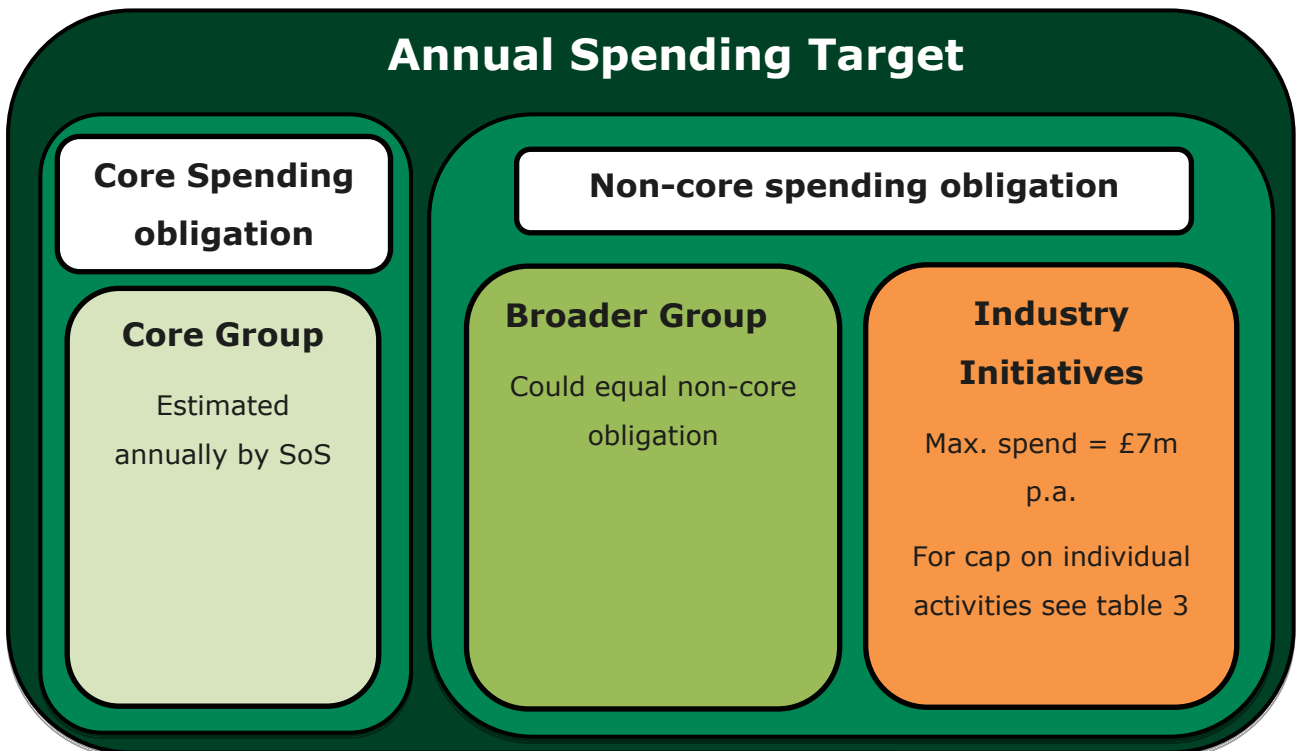 Annual Spending Target
Core Spending
obligation
Core Group
Estimated
annually by SoS
Non-core spending obligation
Broader Group
Could equal non-core
obligation
Industry
Initiatives
Max. spend = £7m
p.a.
For cap on individual
activities see table 3